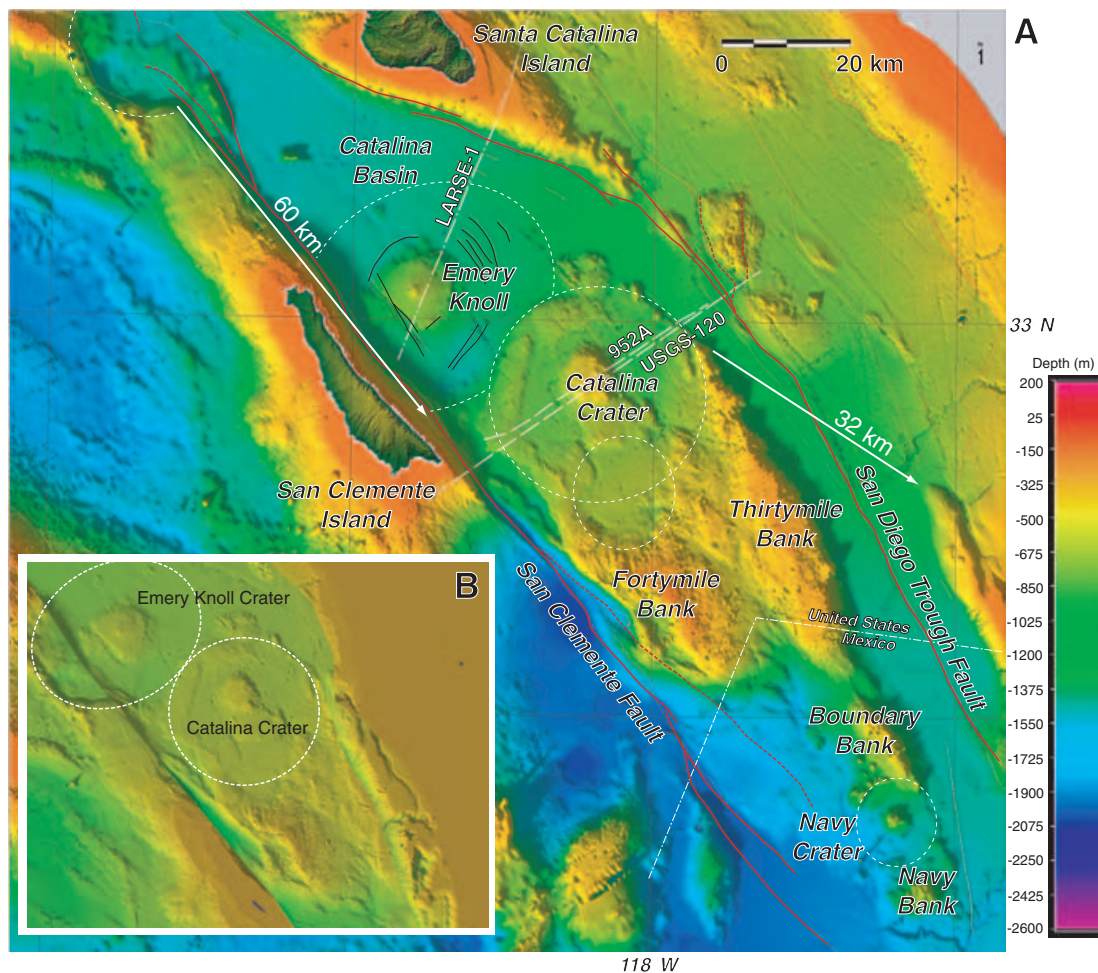 A
Santa Catalina
Island
0
20 km
Catalina
Basin
LARSE-1
60 km
Emery
Knoll
33 N
952A
USGS-120
Catalina
Crater
32 km
Depth (m)
200
25
-150
-325
-500
-675
-850
-1025
-1200
-1375
-1550
-1725
-1900
-2075
-2250
-2425
-2600
San Clemente
Island
Thirtymile
Bank
San Diego Trough Fault
Fortymile
Bank
San Clemente Fault
United States
Mexico
B
Emery Knoll Crater
Catalina Crater
Boundary
Bank
Navy
Crater
Navy
Bank
118 W